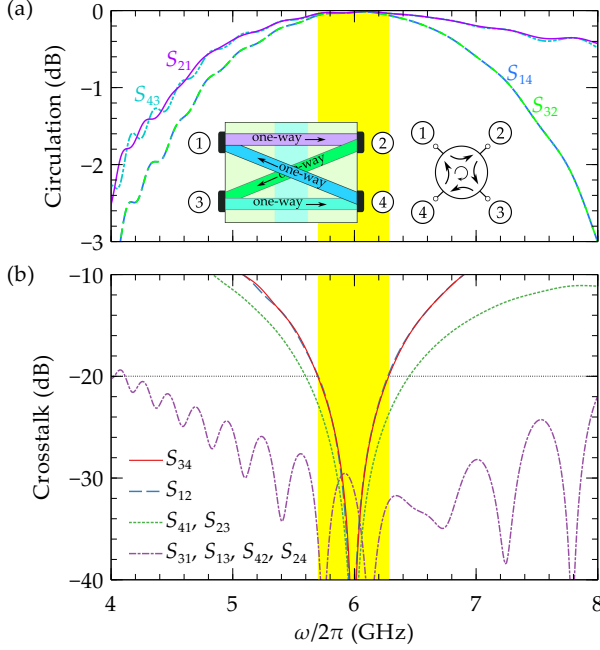 (a)
Circulation (dB)
0
−1
−2
−3
S21
S43
S14
S32
one-way
one-way
one-way
one-way
1
2
3
4
1
2
4
3
(b)
Crosstalk (dB)
−10
−20
−30
−40
S34
S12
S41, S23
S31, S13, S42, S24
4 5 6 7 8
ω/2π (GHz)